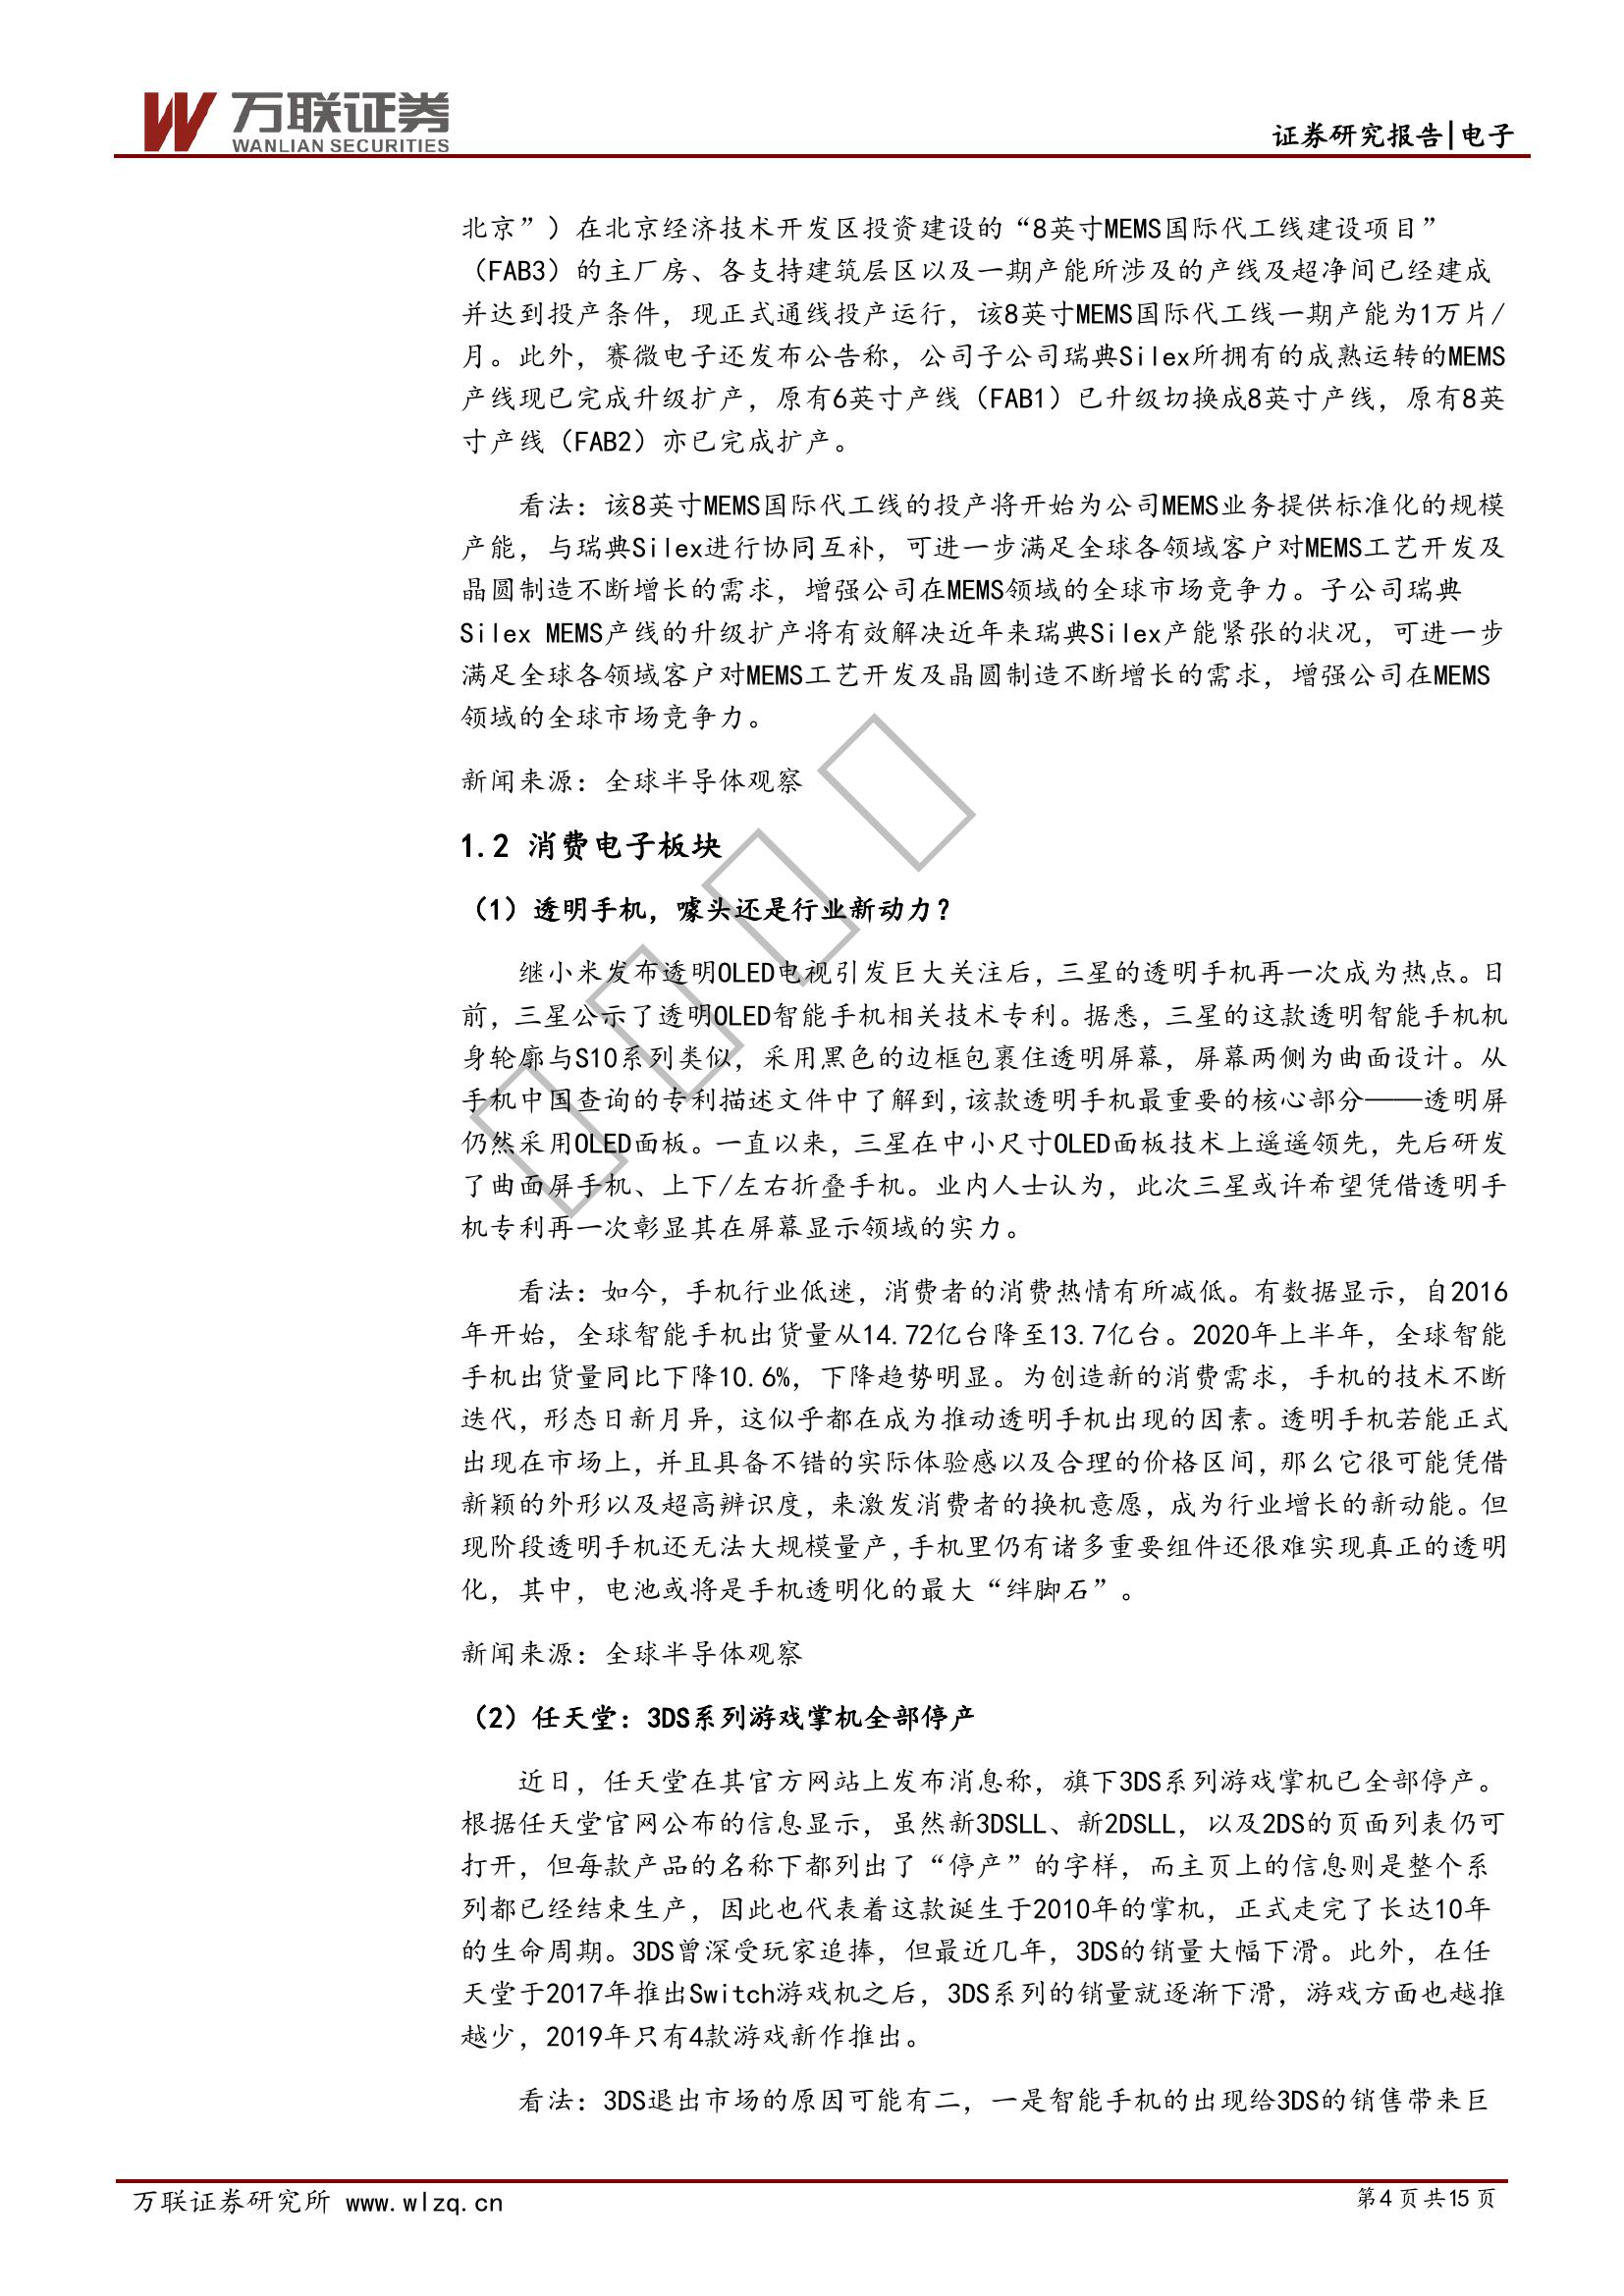 万联证券
WANLIAN SECURITIES
证券研究报告|电子
北京”）在北京经济技术开发区投资建设的“8英寸MEMS国际代工线建设项目”
（FAB3）的主厂房、各支持建筑层区以及一期产能所涉及的产线及超净间已经建成
并达到投产条件，现正式通线投产运行，该8英寸MEMS国际代工线一期产能为1万片/
月。此外，赛微电子还发布公告称，公司子公司瑞典Silex所拥有的成熟运转的MEMS
产线现已完成升级扩产，原有6英寸产线（FAB1）已升级切换成8英寸产线，原有8英
寸产线（FAB2）亦已完成扩产。
看法：该8英寸MEMS国际代工线的投产将开始为公司MEMS业务提供标准化的规模
产能，与瑞典Silex进行协同互补，可进一步满足全球各领域客户对MEMS工艺开发及
晶圆制造不断增长的需求，增强公司在MEMS领域的全球市场竞争力。子公司瑞典
Silex MEMS产线的升级扩产将有效解决近年来瑞典Silex产能紧张的状况，可进一步
满足全球各领域客户对MEMS工艺开发及晶圆制造不断增长的需求，增强公司在MEMS
领域的全球市场竞争力。
新闻来源：全球半导体观察
1.2 消费电子板块
（1）透明手机，噱头还是行业新动力？
继小米发布透明OLED电视引发巨大关注后，三星的透明手机再一次成为热点。日
前，三星公示了透明OLED智能手机相关技术专利。据悉，三星的这款透明智能手机机
身轮廓与S10系列类似，采用黑色的边框包裹住透明屏幕，屏幕两侧为曲面设计。从
手机中国查询的专利描述文件中了解到，该款透明手机最重要的核心部分——透明屏
仍然采用OLED面板。一直以来，三星在中小尺寸OLED面板技术上遥遥领先，先后研发
了曲面屏手机、上下/左右折叠手机。业内人士认为，此次三星或许希望凭借透明手
机专利再一次彰显其在屏幕显示领域的实力。
看法：如今，手机行业低迷，消费者的消费热情有所减低。有数据显示，自2016
年开始，全球智能手机出货量从14.72亿台降至13.7亿台。2020年上半年，全球智能
手机出货量同比下降10.6%，下降趋势明显。为创造新的消费需求，手机的技术不断
迭代，形态日新月异，这似乎都在成为推动透明手机出现的因素。透明手机若能正式
出现在市场上，并且具备不错的实际体验感以及合理的价格区间，那么它很可能凭借
新颖的外形以及超高辨识度，来激发消费者的换机意愿，成为行业增长的新动能。但
现阶段透明手机还无法大规模量产，手机里仍有诸多重要组件还很难实现真正的透明
化，其中，电池或将是手机透明化的最大“绊脚石”。
新闻来源：全球半导体观察
（2）任天堂：3DS系列游戏掌机全部停产
近日，任天堂在其官方网站上发布消息称，旗下3DS系列游戏掌机已全部停产。
根据任天堂官网公布的信息显示，虽然新3DSLL、新2DSLL，以及2DS的页面列表仍可
打开，但每款产品的名称下都列出了“停产”的字样，而主页上的信息则是整个系
列都已经结束生产，因此也代表着这款诞生于2010年的掌机，正式走完了长达10年
的生命周期。3DS曾深受玩家追捧，但最近几年，3DS的销量大幅下滑。此外，在任
天堂于2017年推出Switch游戏机之后，3DS系列的销量就逐渐下滑，游戏方面也越推
越少，2019年只有4款游戏新作推出。
看法：3DS退出市场的原因可能有二，一是智能手机的出现给3DS的销售带来巨
万联证券研究所 www.wlzq.cn
第4页共15页